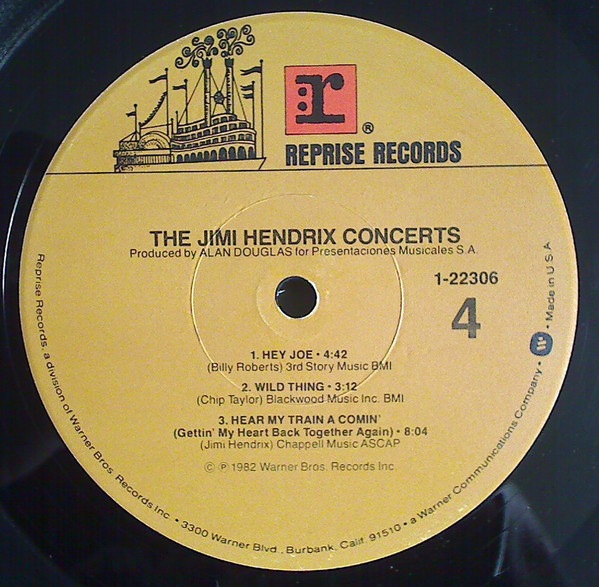 r
®
REPRISE RECORDS
THE JIMI HENDRIX CONCERTS
Produced by ALAN DOUGLAS for Presentaciones Musicales S.A.
1-22306
4
1. HEY JOE • 4:42
(Billy Roberts) 3rd Story Music BMI
2. WILD THING • 3:12
(Chip Taylor) Blackwood Music Inc. BMI
3. HEAR MY TRAIN A COMIN'
(Gettin' My Heart Back Together Again) • 8:04
(Jimi Hendrix) Chappell Music ASCAP
© ℗ 1982 Warner Bros. Records Inc.
Reprise Records, a division of Warner Bros. Records Inc. • 3300 Warner Blvd., Burbank, Calif. 91510 • a Warner Communications Company • W • Made in U.S.A.